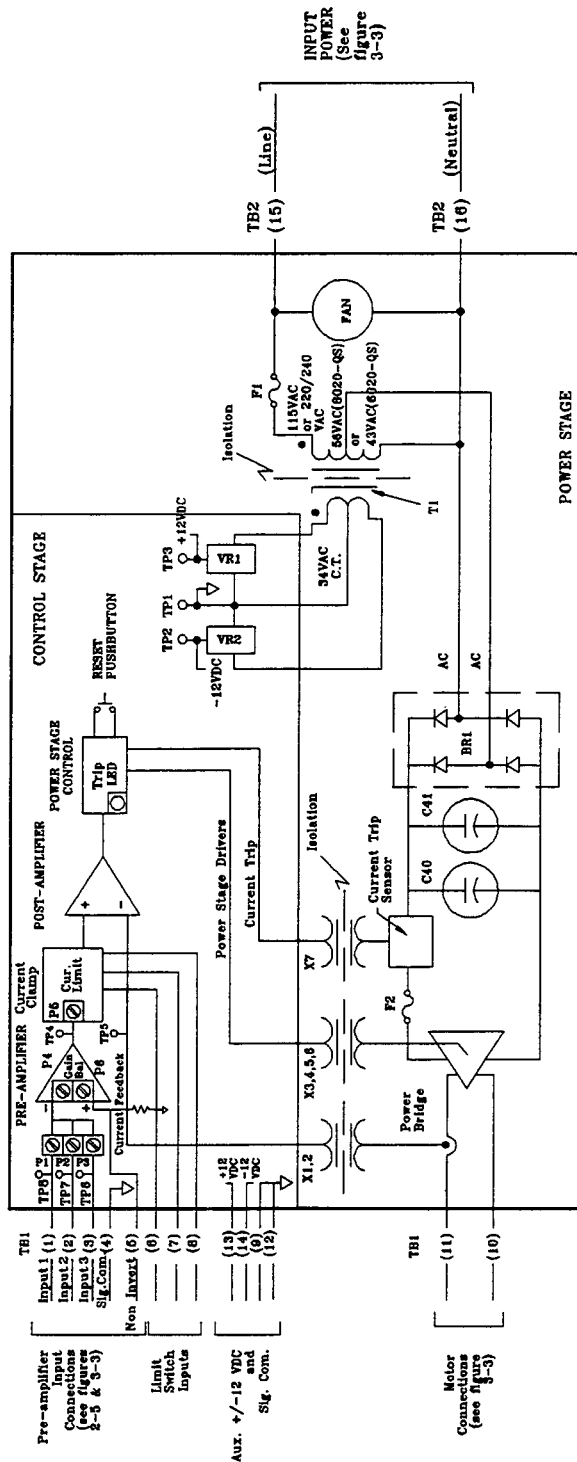 CONTROL STAGE
POWER STAGE
Pre-amplifier
Input
Connections
(see figures
2-5 & 3-3)
TB1
Input1 (1)
Input2 (2)
Input3 (3)
Sig.Com. (4)
Non Invert (5)
(6)
(7)
(8)
Limit
Switch
Inputs
Aux. +/-12 VDC
and
Sig. Com.
(13)
(14)
(9)
(12)
+12
VDC
-12
VDC
TP8
P1
TP7
P2
TP6
P3
PRE-AMPLIFIER
P4
Gain
Bal
P6
-
+
Current Feedback
TP4
TP5
Current
Clamp
P5
Cur.
Limit
POST-AMPLIFIER
+
-
POWER STAGE
CONTROL
Trip
LED
RESET
PUSHBUTTON
Power Stage Drivers
Current Trip
TP2
TP1
TP3
+12VDC
-12VDC
VR2
VR1
34VAC
C.T.
Isolation
T1
F1
115VAC
or 220/240
VAC
56VAC(8020-QS)
or
43VAC(6020-QS)
FAN
TB2
(15)
(Line)
TB2
(16)
(Neutral)
INPUT
POWER
(See
figure
3-3)
X1,2
X3,4,5,6
X7
Isolation
Power
Bridge
F2
Current Trip
Sensor
C40
C41
BR1
AC
AC
TB1
(11)
(10)
Motor
Connections
(see figure
3-3)